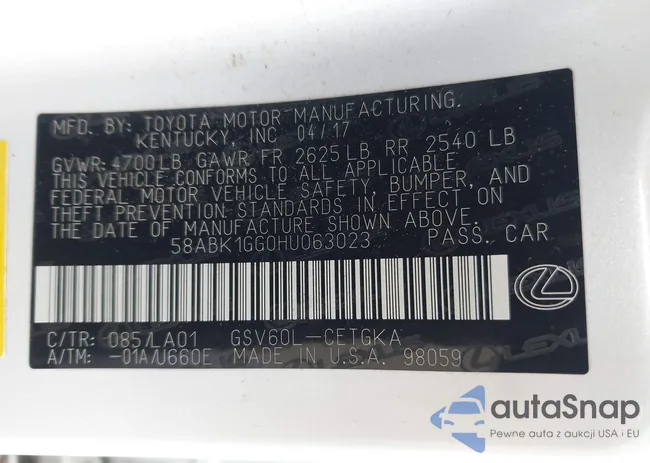 MFD. BY: TOYOTA MOTOR MANUFACTURING.
KENTUCKY, INC 04/17
GVWR: 4700LB GAWR FR 2625LB RR 2540 LB
THIS VEHICLE CONFORMS TO ALL APPLICABLE
FEDERAL MOTOR VEHICLE SAFETY, BUMPER, AND
THEFT PREVENTION STANDARDS IN EFFECT ON
THE DATE OF MANUFACTURE SHOWN ABOVE.
58ABK1GG0HU063023 PASS. CAR
C/TR: 085/LA01 GSV60L-CETGKA
A/TM: -01A/U660E MADE IN U.S.A. 98059
LEXUS
autaSnap
Pewne auta z aukcji USA i EU